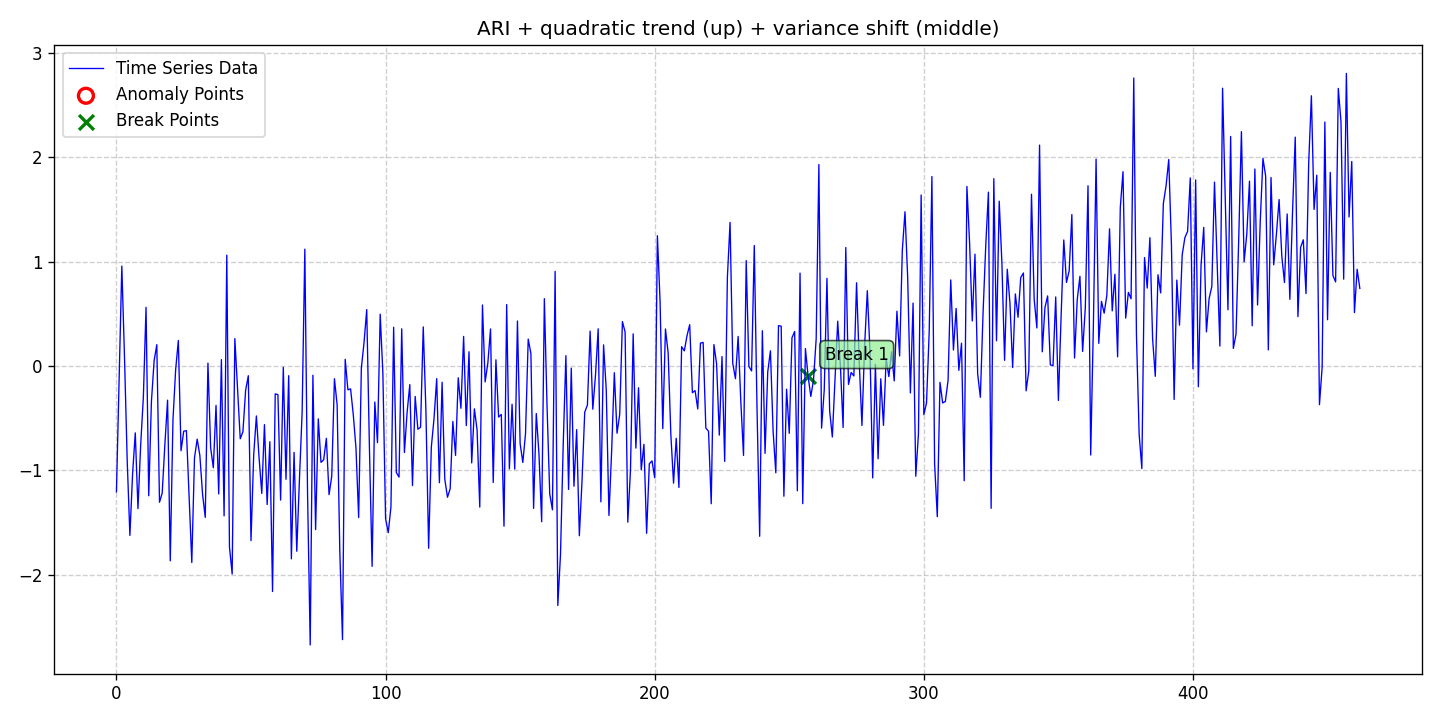 ARI + quadratic trend (up) + variance shift (middle)
Time Series Data
Anomaly Points
Break Points
Break 1
3
2
1
0
−1
−2
0 100 200 300 400